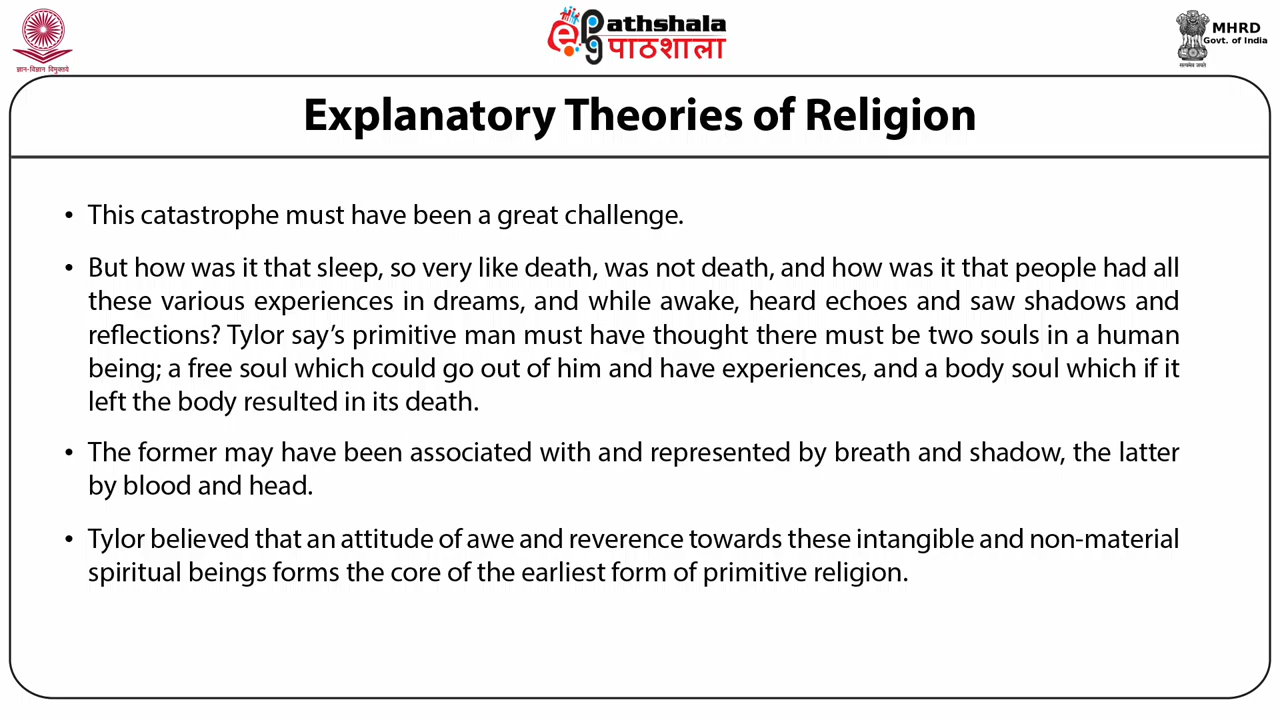 ज्ञान-विज्ञान विमुक्तये
ePathshala
पाठशाला
MHRD
Govt. of India
सत्यमेव जयते
Explanatory Theories of Religion
• This catastrophe must have been a great challenge.
• But how was it that sleep, so very like death, was not death, and how was it that people had all
these various experiences in dreams, and while awake, heard echoes and saw shadows and
reflections? Tylor say’s primitive man must have thought there must be two souls in a human
being; a free soul which could go out of him and have experiences, and a body soul which if it
left the body resulted in its death.
• The former may have been associated with and represented by breath and shadow, the latter
by blood and head.
• Tylor believed that an attitude of awe and reverence towards these intangible and non-material
spiritual beings forms the core of the earliest form of primitive religion.